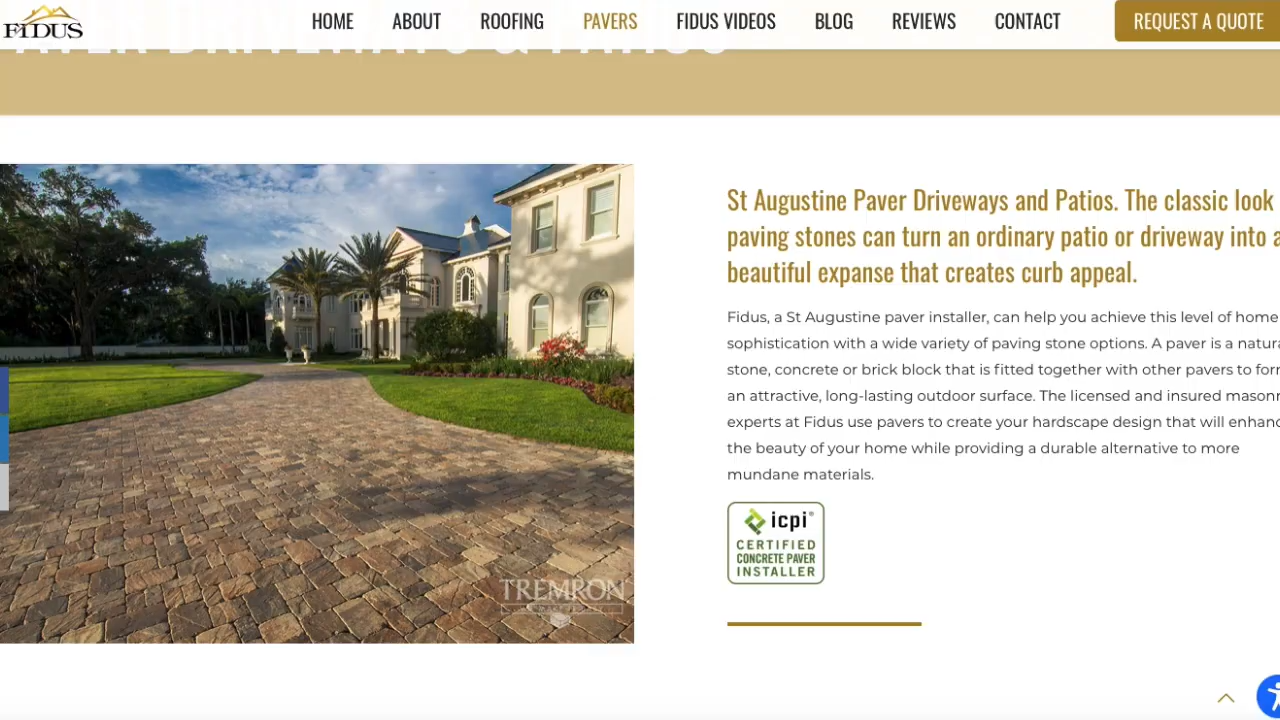 FIDUS
HOME ABOUT ROOFING PAVERS FIDUS VIDEOS BLOG REVIEWS CONTACT REQUEST A QUOTE
St Augustine Paver Driveways and Patios. The classic look
paving stones can turn an ordinary patio or driveway into a
beautiful expanse that creates curb appeal.
Fidus, a St Augustine paver installer, can help you achieve this level of home
sophistication with a wide variety of paving stone options. A paver is a natura
stone, concrete or brick block that is fitted together with other pavers to for
an attractive, long-lasting outdoor surface. The licensed and insured mason
experts at Fidus use pavers to create your hardscape design that will enhanc
the beauty of your home while providing a durable alternative to more
mundane materials.
icpi®
CERTIFIED
CONCRETE PAVER
INSTALLER
TREMRON